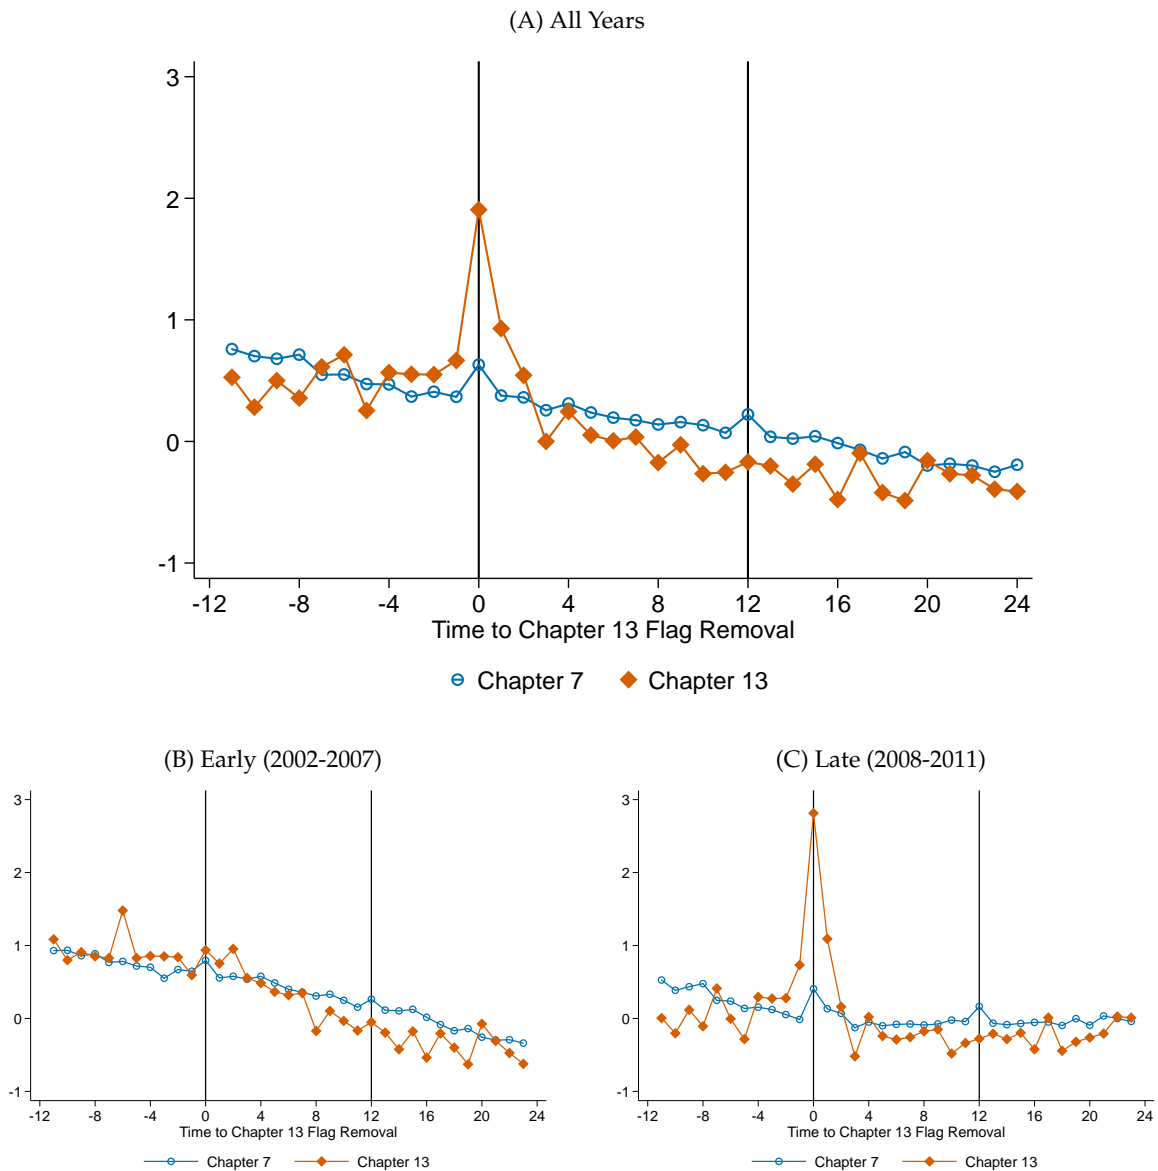 (A) All Years
3
2
1
0
-1
-12 -8 -4 0 4 8 12 16 20 24
Time to Chapter 13 Flag Removal
Chapter 7 Chapter 13
(B) Early (2002-2007)
3
2
1
0
-1
-12 -8 -4 0 4 8 12 16 20 24
Time to Chapter 13 Flag Removal
Chapter 7 Chapter 13
(C) Late (2008-2011)
3
2
1
0
-1
-12 -8 -4 0 4 8 12 16 20 24
Time to Chapter 13 Flag Removal
Chapter 7 Chapter 13